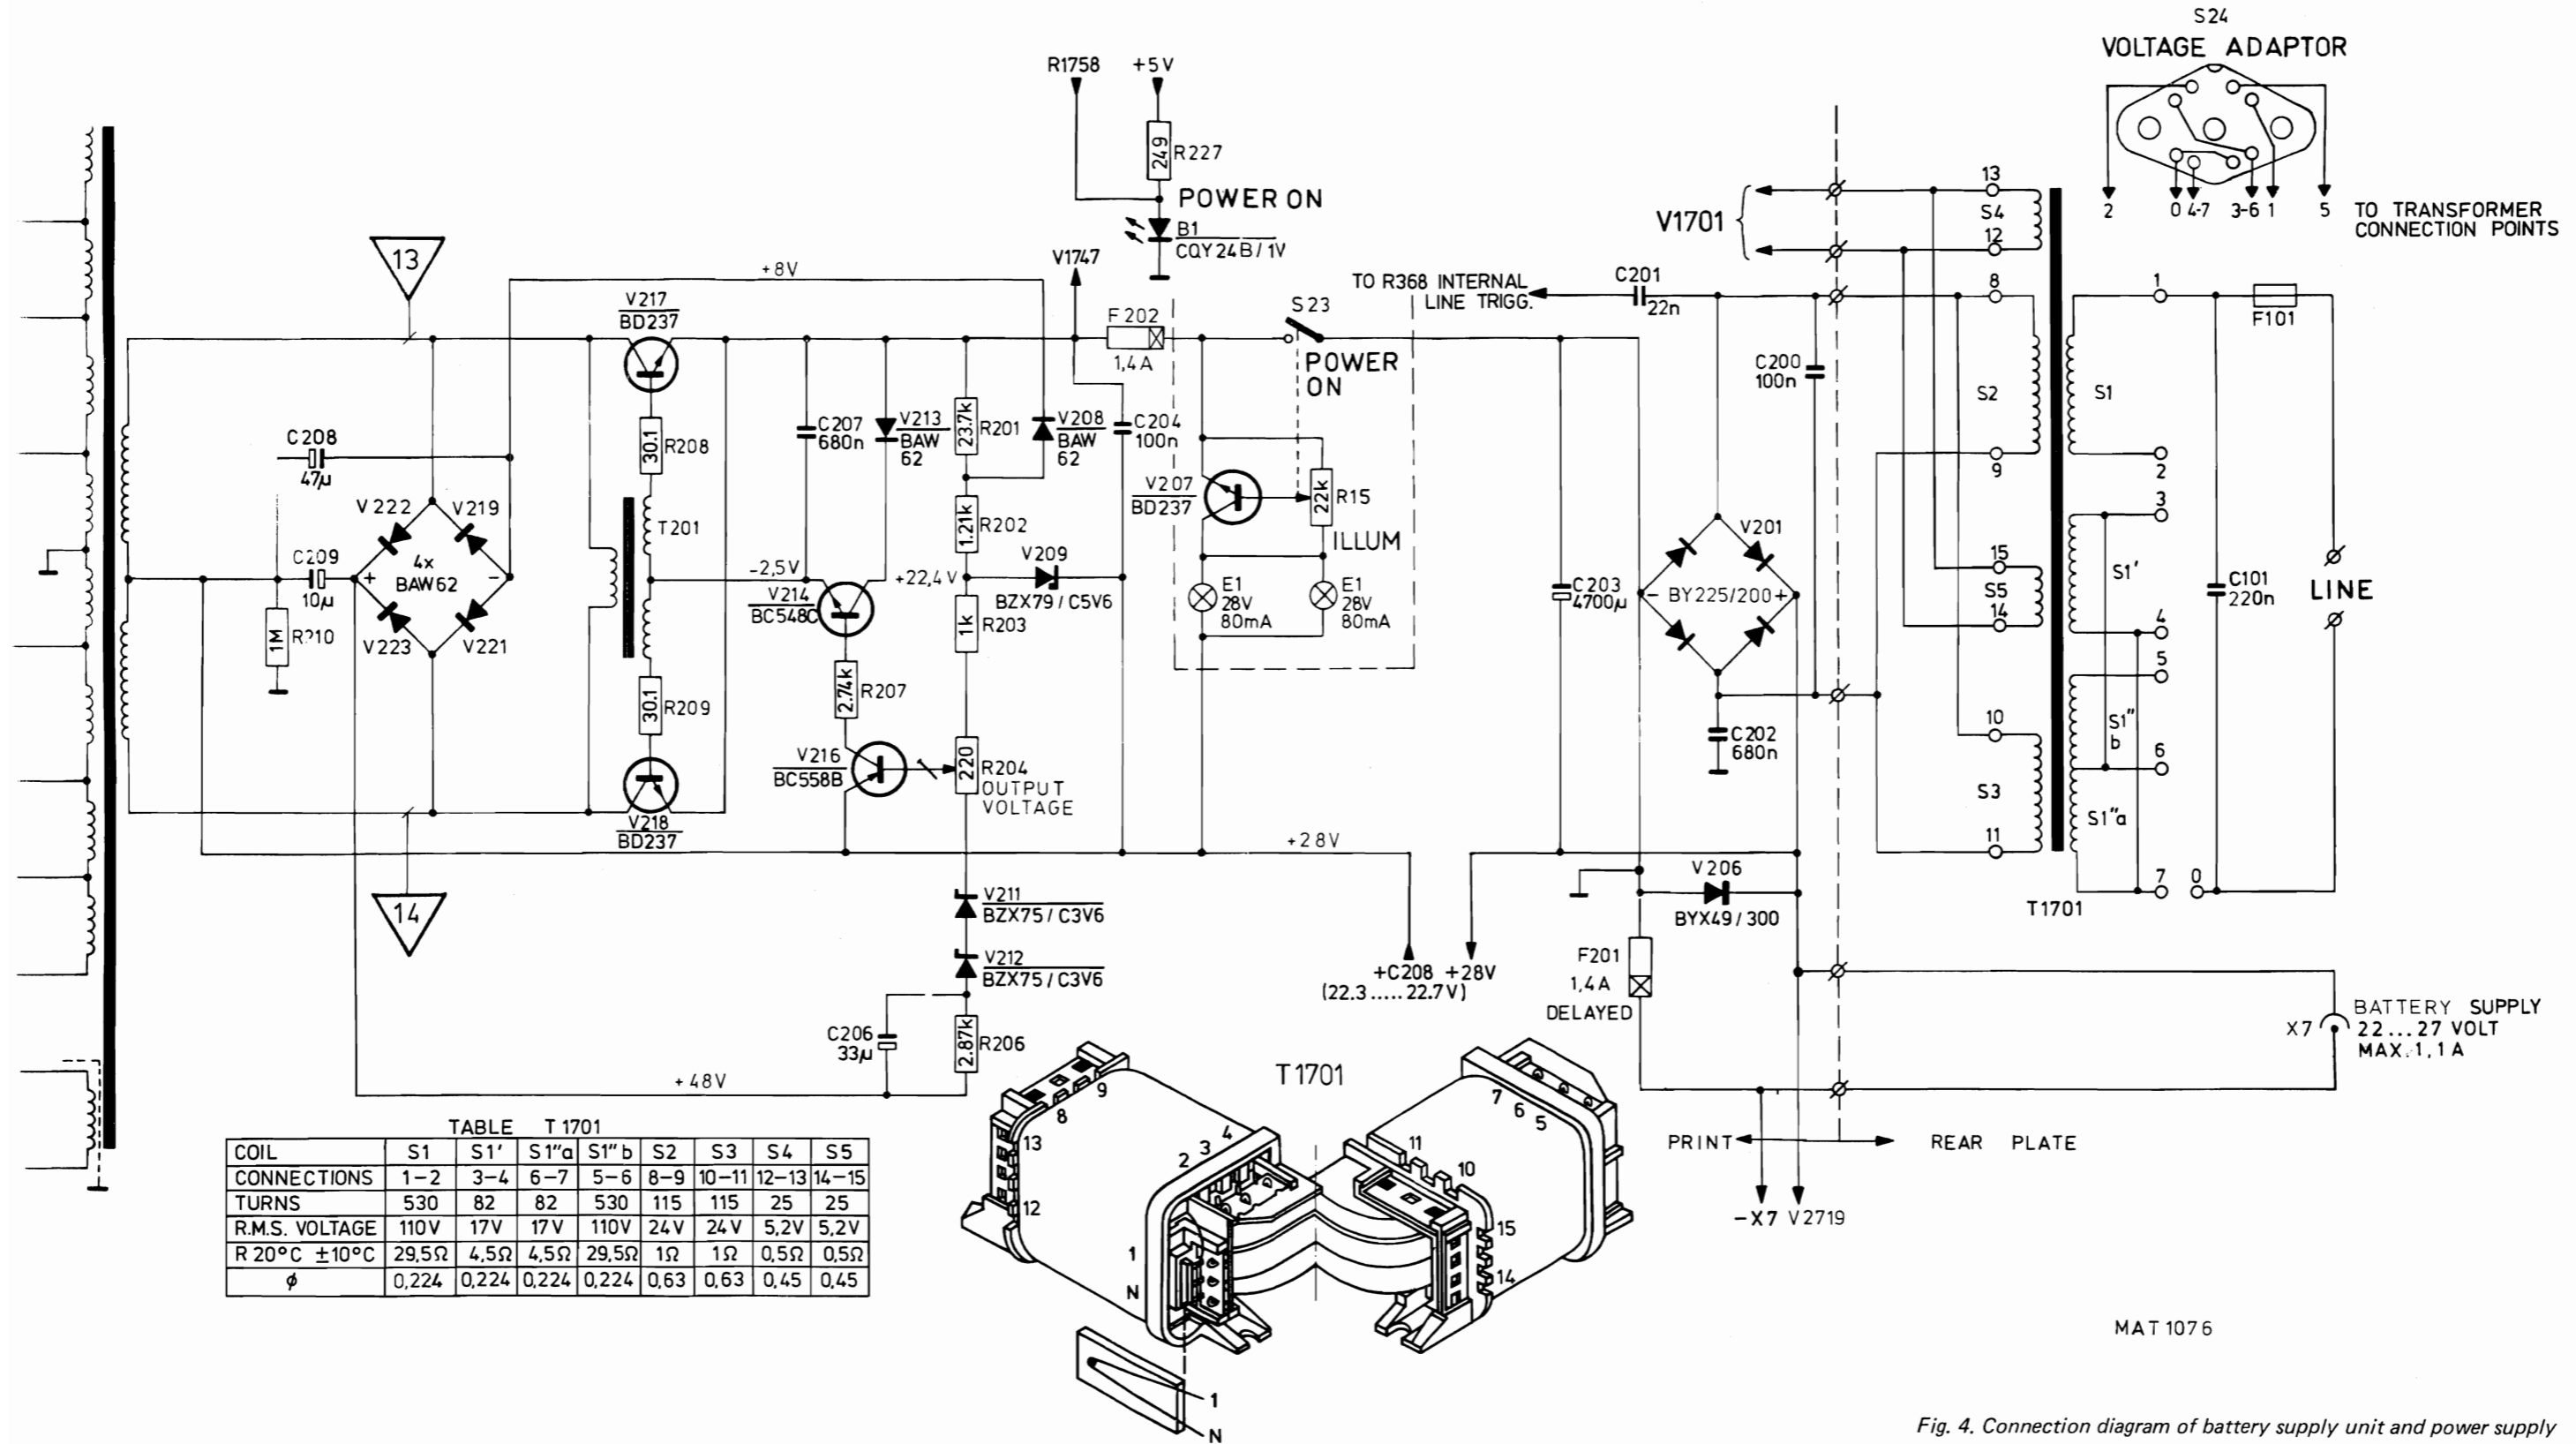 S24
VOLTAGE ADAPTOR
2
0
4-7
3-6
1
5
TO TRANSFORMER
CONNECTION POINTS
R1758
+5V
249
R227
POWER ON
B1
CQY24B/1V
V1747
13
+8V
V217
BD237
30.1
R208
T201
30.1
R209
V218
BD237
14
C208
47µ
C209
10µ
1M
V222
V219
4x
BAW62
+
-
V223
V221
C207
680n
V213
BAW
62
23.7k
R201
V208
BAW
62
C204
100n
1.21k
R202
-2,5V
V214
BC548C
+22,4V
V209
BZX79/C5V6
1k
R203
2.74k
R207
V216
BC558B
220
R204
OUTPUT
VOLTAGE
V211
BZX75/C3V6
V212
BZX75/C3V6
C206
33µ
2.87k
R206
+48V
F202
1,4A
S23
POWER
ON
V207
BD237
22k
R15
ILLUM
E1
28V
80mA
E1
28V
80mA
+28V
+C208
(22.3.....22.7V)
+28V
TO R368 INTERNAL
LINE TRIGG.
C201
22n
C200
100n
C203
4700µ
V201
- BY225/200+
C202
680n
V206
BYX49/300
F201
1,4A
DELAYED
V1701
13
S4
12
8
S2
9
15
S5
14
10
S3
11
T1701
1
S1
2
3
S1'
4
5
S1"
b
6
S1"a
7
0
F101
C101
220n
LINE
X7
BATTERY SUPPLY
22...27 VOLT
MAX.1,1A
PRINT
REAR PLATE
-X7
V2719
TABLE T1701
COIL S1 S1' S1"a S1"b S2 S3 S4 S5
CONNECTIONS 1-2 3-4 6-7 5-6 8-9 10-11 12-13 14-15
TURNS 530 82 82 530 115 115 25 25
R.M.S. VOLTAGE 110V 17V 17V 110V 24V 24V 5,2V 5,2V
R 20°C ±10°C 29,5Ω 4,5Ω 4,5Ω 29,5Ω 1Ω 1Ω 0,5Ω 0,5Ω
ϕ 0,224 0,224 0,224 0,224 0,63 0,63 0,45 0,45
T1701
9
8
13
12
4
3
2
1
N
1
N
7
6
5
11
10
15
14
MAT1076
Fig. 4. Connection diagram of battery supply unit and power supply